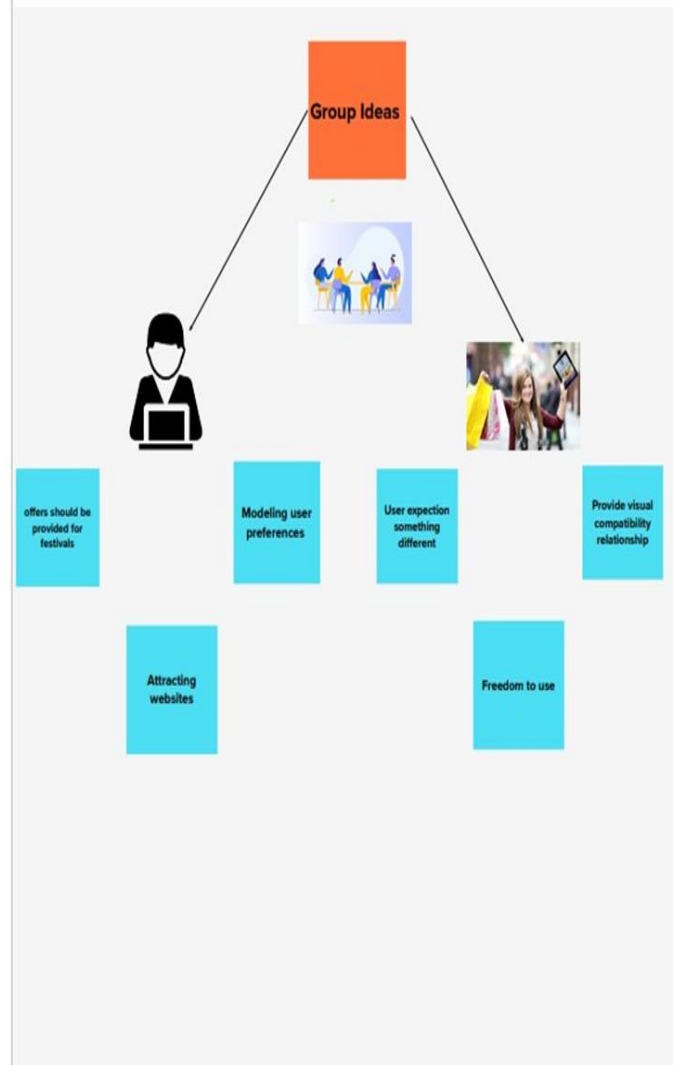 Group Ideas
offers should be
provided for
festivals
Modeling user
preferences
User expection
something
different
Provide visual
compatibility
relationship
Attracting
websites
Freedom to use